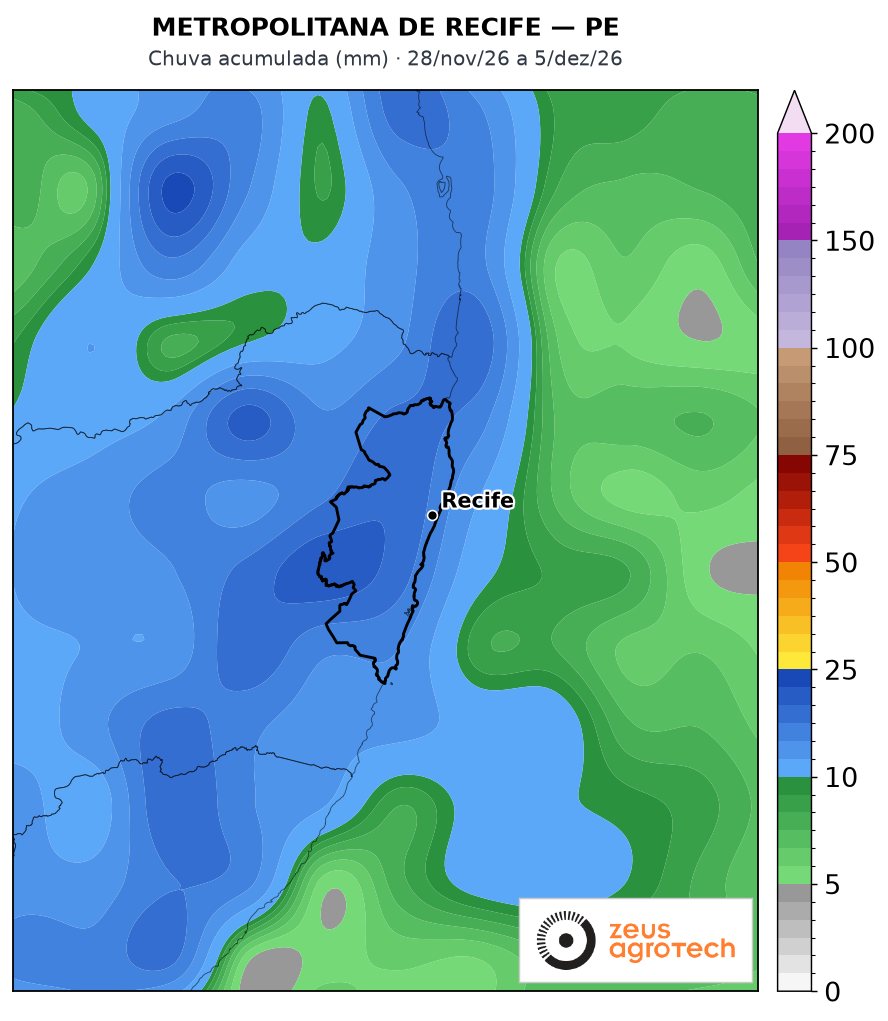 METROPOLITANA DE RECIFE — PE
Chuva acumulada (mm) · 28/nov/26 a 5/dez/26
200
150
100
75
50
25
10
5
0
Recife
zeus
agrotech